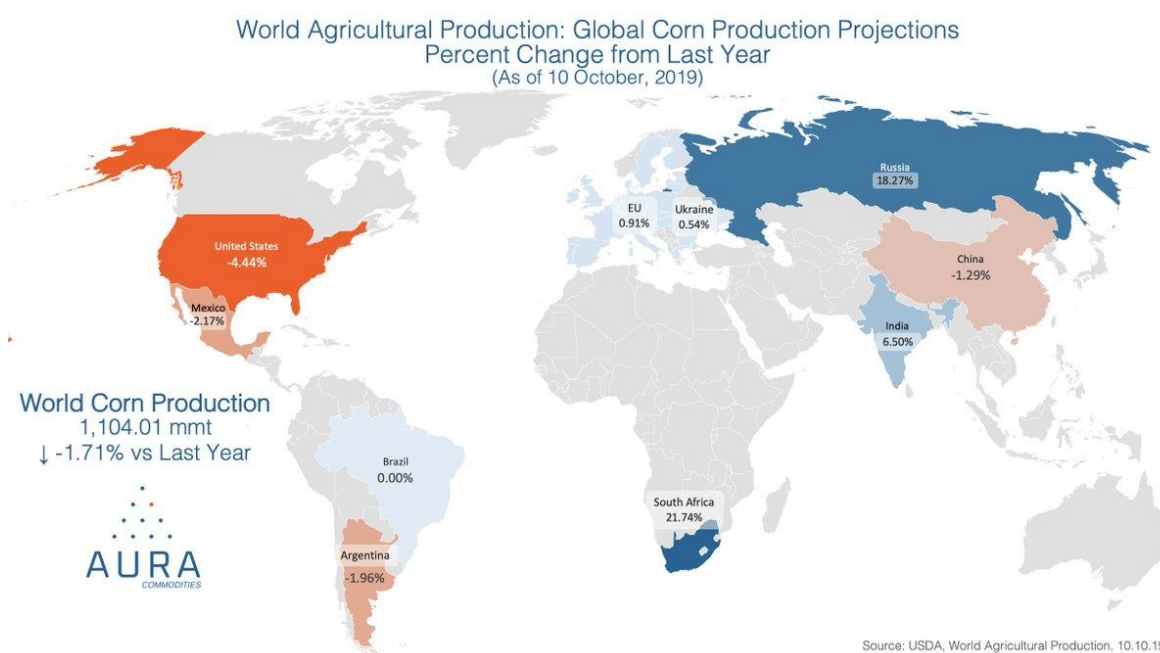 World Agricultural Production: Global Corn Production Projections
Percent Change from Last Year
(As of 10 October, 2019)
Russia
18.27%
EU
0.91%
Ukraine
0.54%
United States
-4.44%
China
-1.29%
Mexico
-2.17%
India
6.50%
World Corn Production
1,104.01 mmt
↓ -1.71% vs Last Year
Brazil
0.00%
South Africa
21.74%
Argentina
-1.96%
AURA
COMMODITIES
Source: USDA, World Agricultural Production, 10.10.19